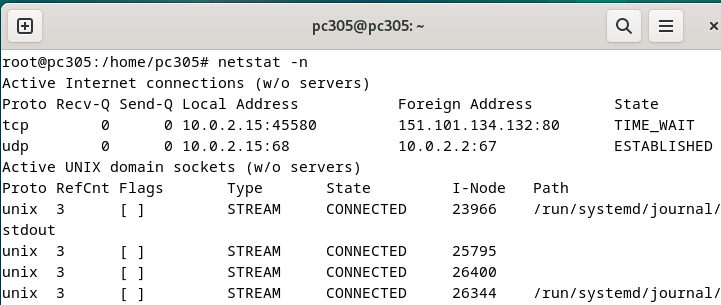 pc305@pc305: ~
root@pc305:/home/pc305# netstat -n
Active Internet connections (w/o servers)
Proto Recv-Q Send-Q Local Address           Foreign Address         State
tcp        0      0 10.0.2.15:45580         151.101.134.132:80      TIME_WAIT
udp        0      0 10.0.2.15:68            10.0.2.2:67             ESTABLISHED
Active UNIX domain sockets (w/o servers)
Proto RefCnt Flags       Type       State         I-Node   Path
unix  3      [ ]         STREAM     CONNECTED     23966    /run/systemd/journal/
stdout
unix  3      [ ]         STREAM     CONNECTED     25795
unix  3      [ ]         STREAM     CONNECTED     26400
unix  3      [ ]         STREAM     CONNECTED     26344    /run/systemd/journal/